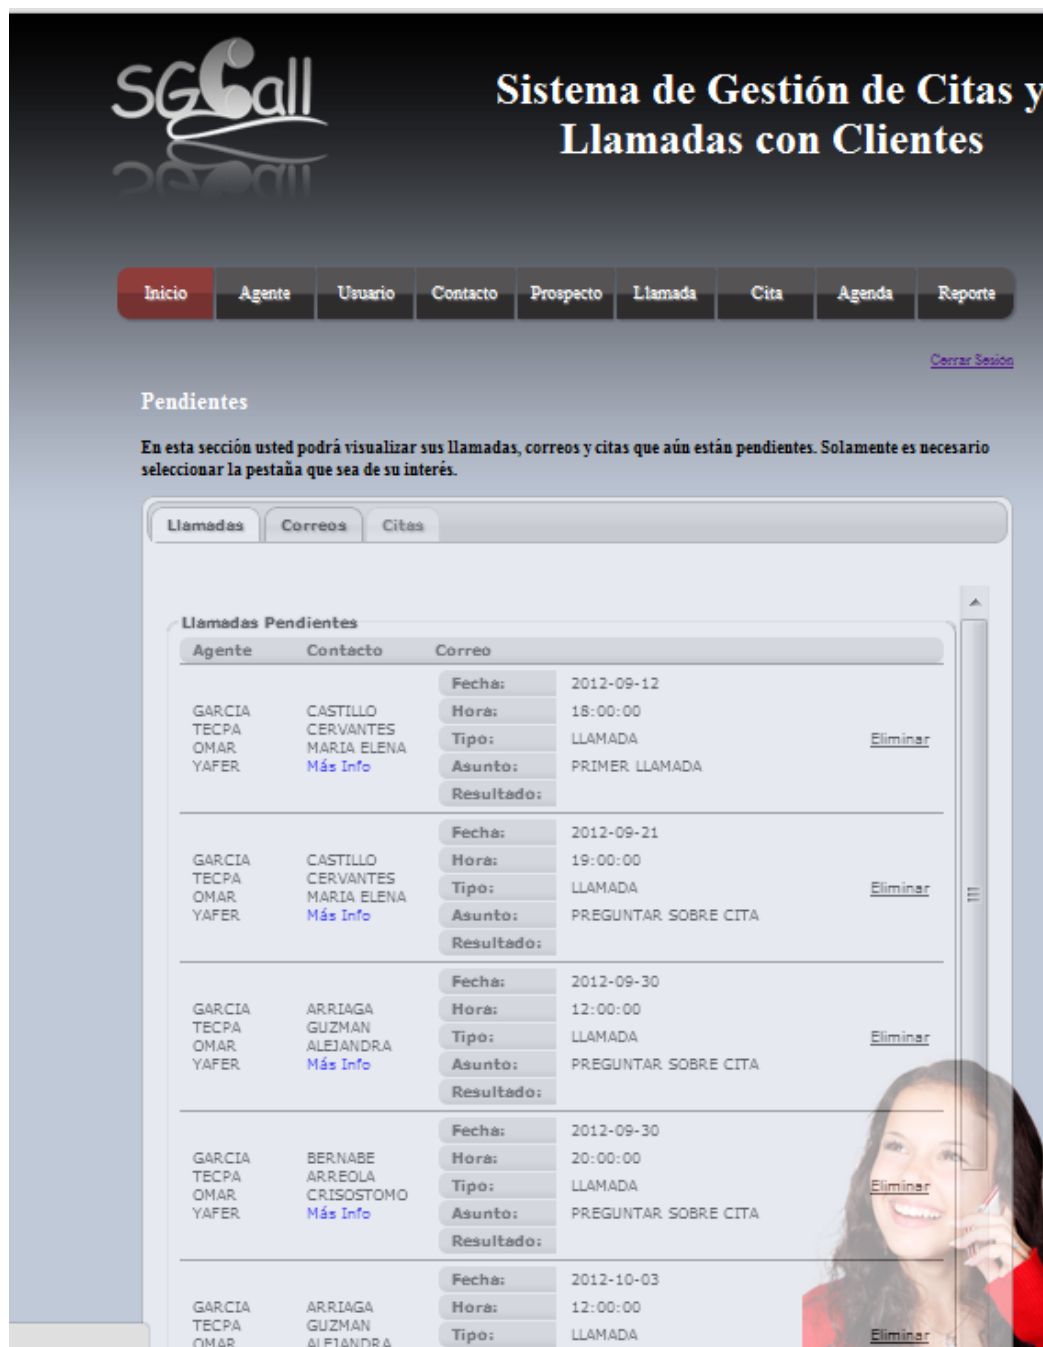 SGCall
Sistema de Gestión de Citas y
Llamadas con Clientes
Inicio Agente Usuario Contacto Prospecto Llamada Cita Agenda Reporte
Cerrar Sesión
Pendientes
En esta sección usted podrá visualizar sus llamadas, correos y citas que aún están pendientes. Solamente es necesario
seleccionar la pestaña que sea de su interés.
Llamadas Correos Citas
Llamadas Pendientes
Agente Contacto Correo
GARCIA
TECPA
OMAR
YAFER
CASTILLO
CERVANTES
MARIA ELENA
Más Info
Fecha: 2012-09-12
Hora: 18:00:00
Tipo: LLAMADA
Asunto: PRIMER LLAMADA
Resultado:
Eliminar
GARCIA
TECPA
OMAR
YAFER
CASTILLO
CERVANTES
MARIA ELENA
Más Info
Fecha: 2012-09-21
Hora: 19:00:00
Tipo: LLAMADA
Asunto: PREGUNTAR SOBRE CITA
Resultado:
Eliminar
GARCIA
TECPA
OMAR
YAFER
ARRIAGA
GUZMAN
ALEJANDRA
Más Info
Fecha: 2012-09-30
Hora: 12:00:00
Tipo: LLAMADA
Asunto: PREGUNTAR SOBRE CITA
Resultado:
Eliminar
GARCIA
TECPA
OMAR
YAFER
BERNABE
ARREOLA
CRISOSTOMO
Más Info
Fecha: 2012-09-30
Hora: 20:00:00
Tipo: LLAMADA
Asunto: PREGUNTAR SOBRE CITA
Resultado:
Eliminar
GARCIA
TECPA
OMAR
ARRIAGA
GUZMAN
ALEJANDRA
Fecha: 2012-10-03
Hora: 12:00:00
Tipo: LLAMADA
Eliminar